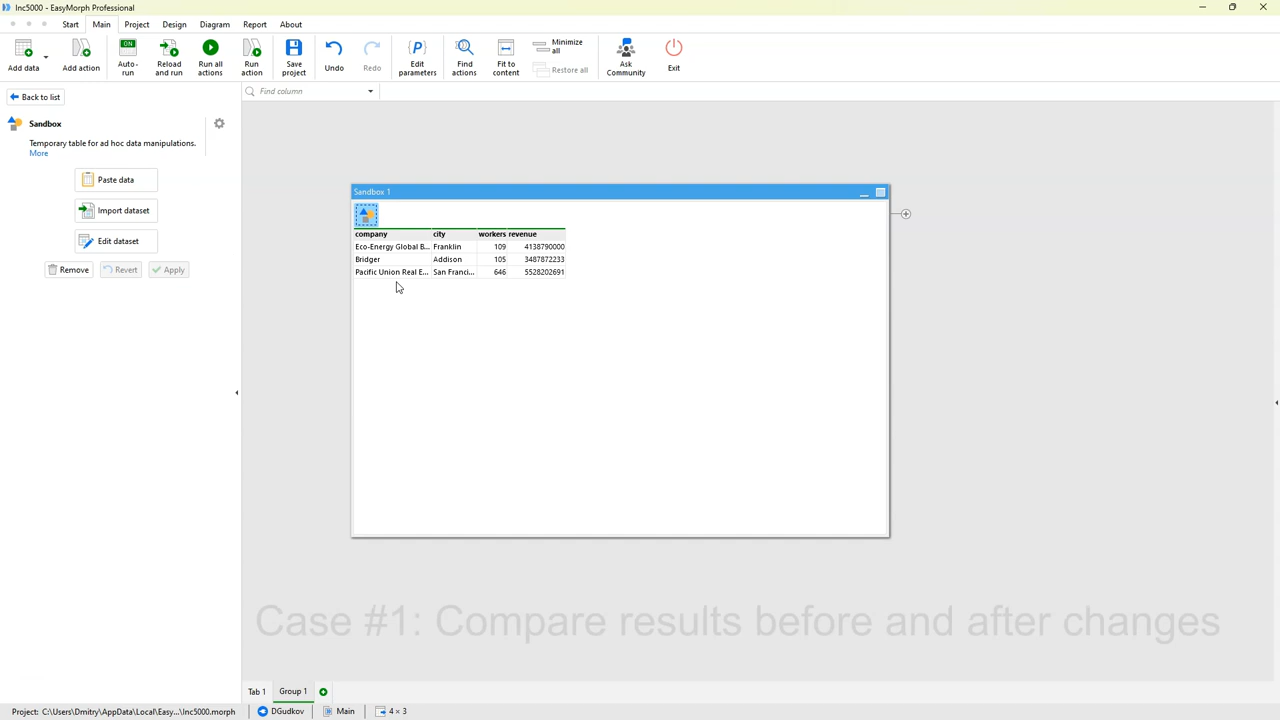 Inc5000 - EasyMorph Professional
Start Main Project Design Diagram Report About
Add data
Add action
ON
Auto-
run
Reload
and run
Run all
actions
Run
action
Save
project
Undo
Redo
{P}
Edit
parameters
Find
actions
Fit to
content
Minimize
all
Restore all
Ask
Community
Exit
Back to list
Find column
Sandbox
Temporary table for ad hoc data manipulations.
More
Paste data
Import dataset
Edit dataset
Remove Revert Apply
Sandbox 1
company city workers revenue
Eco-Energy Global B... Franklin 109 4138790000
Bridger Addison 105 3487872233
Pacific Union Real E... San Franci... 646 5528202691
Case #1: Compare results before and after changes
Tab 1 Group 1
Project: C:\Users\Dmitry\AppData\Local\Easy...\Inc5000.morph DGudkov Main 4 × 3